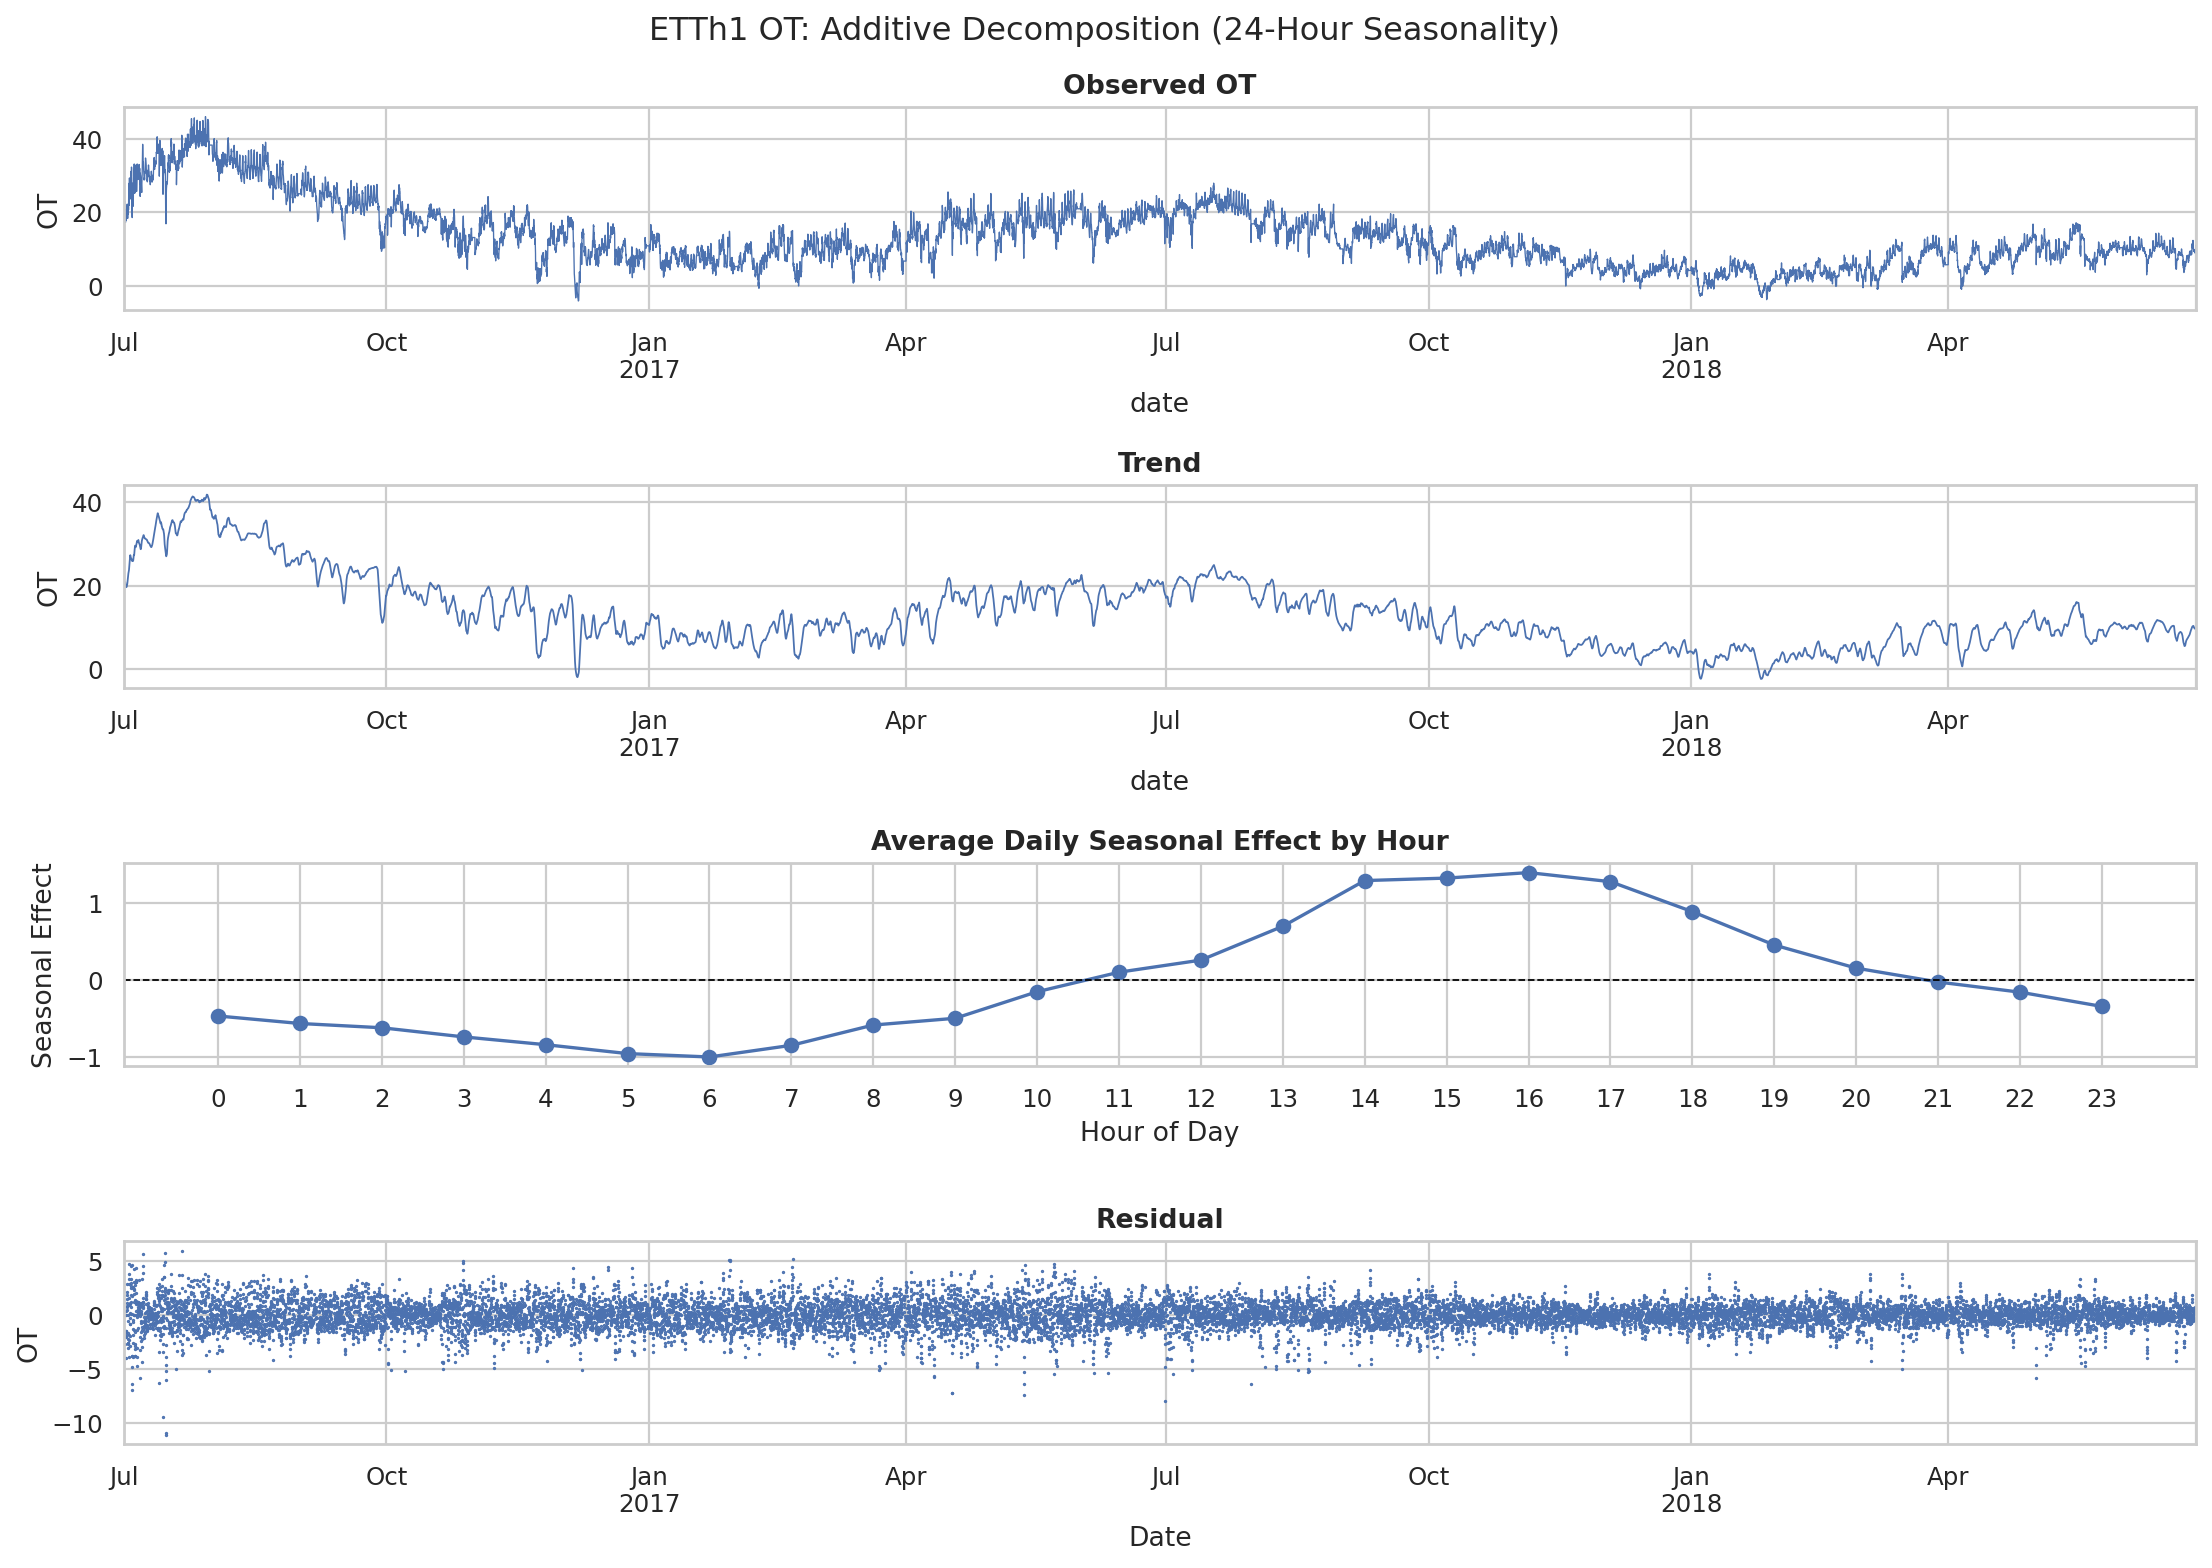 ETTh1 OT: Additive Decomposition (24-Hour Seasonality)
Observed OT
OT
40
20
0
Jul Oct Jan Apr Jul Oct Jan Apr
2017 2018
date
Trend
OT
40
20
0
Jul Oct Jan Apr Jul Oct Jan Apr
2017 2018
date
Average Daily Seasonal Effect by Hour
Seasonal Effect
1
0
−1
0 1 2 3 4 5 6 7 8 9 10 11 12 13 14 15 16 17 18 19 20 21 22 23
Hour of Day
Residual
OT
5
0
−5
−10
Jul Oct Jan Apr Jul Oct Jan Apr
2017 2018
Date